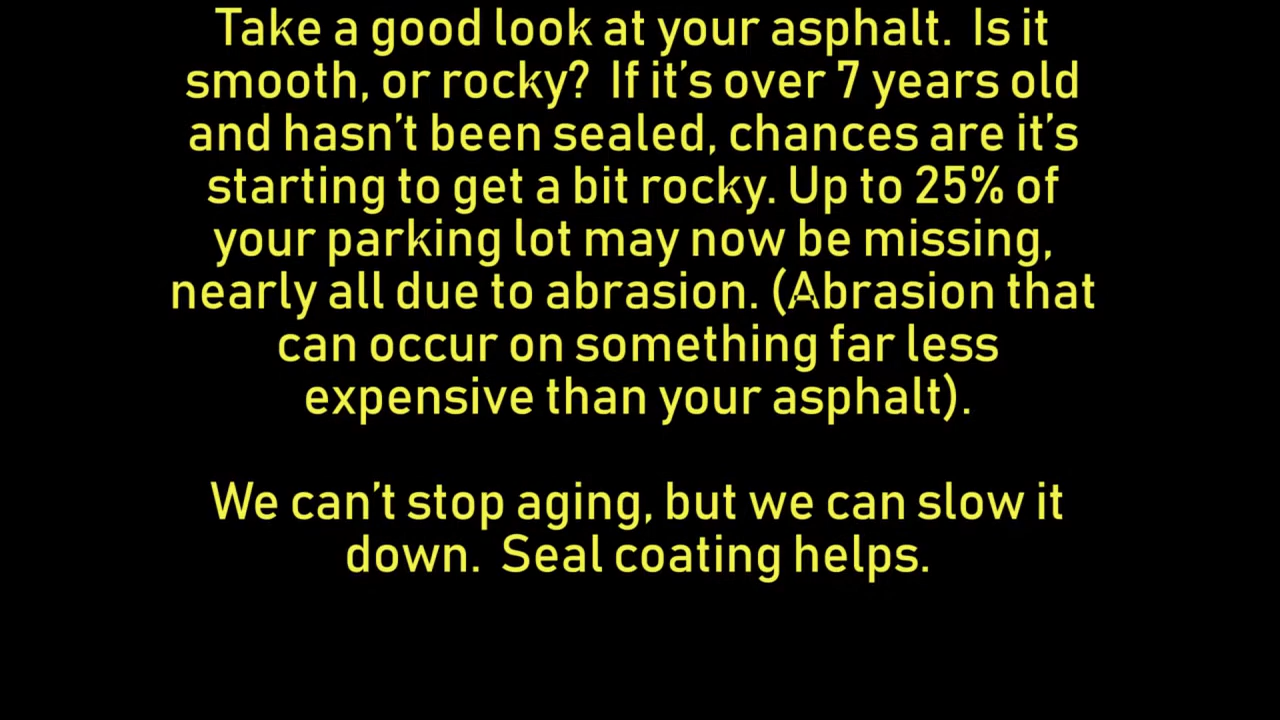 Take a good look at your asphalt.  Is it
smooth, or rocky?  If it's over 7 years old
and hasn't been sealed, chances are it's
starting to get a bit rocky. Up to 25% of
your parking lot may now be missing,
nearly all due to abrasion. (Abrasion that
can occur on something far less
expensive than your asphalt).
We can't stop aging, but we can slow it
down.  Seal coating helps.